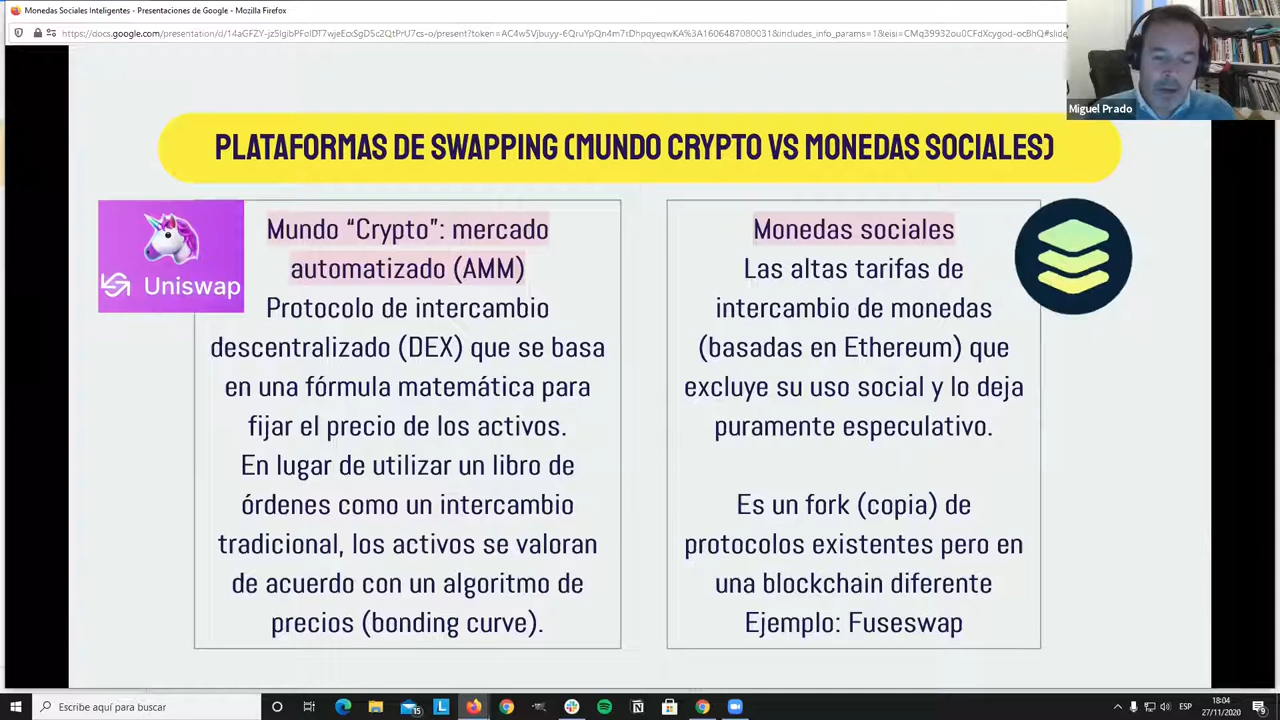 Monedas Sociales Inteligentes - Presentaciones de Google - Mozilla Firefox
Miguel Prado
PLATAFORMAS DE SWAPPING (MUNDO CRYPTO VS MONEDAS SOCIALES)
Uniswap
Mundo “Crypto”: mercado
automatizado (AMM)
Protocolo de intercambio
descentralizado (DEX) que se basa
en una fórmula matemática para
fijar el precio de los activos.
En lugar de utilizar un libro de
órdenes como un intercambio
tradicional, los activos se valoran
de acuerdo con un algoritmo de
precios (bonding curve).
Monedas sociales
Las altas tarifas de
intercambio de monedas
(basadas en Ethereum) que
excluye su uso social y lo deja
puramente especulativo.
Es un fork (copia) de
protocolos existentes pero en
una blockchain diferente
Ejemplo: Fuseswap
Escribe aquí para buscar
15
ESP
18:04
27/11/2020
9